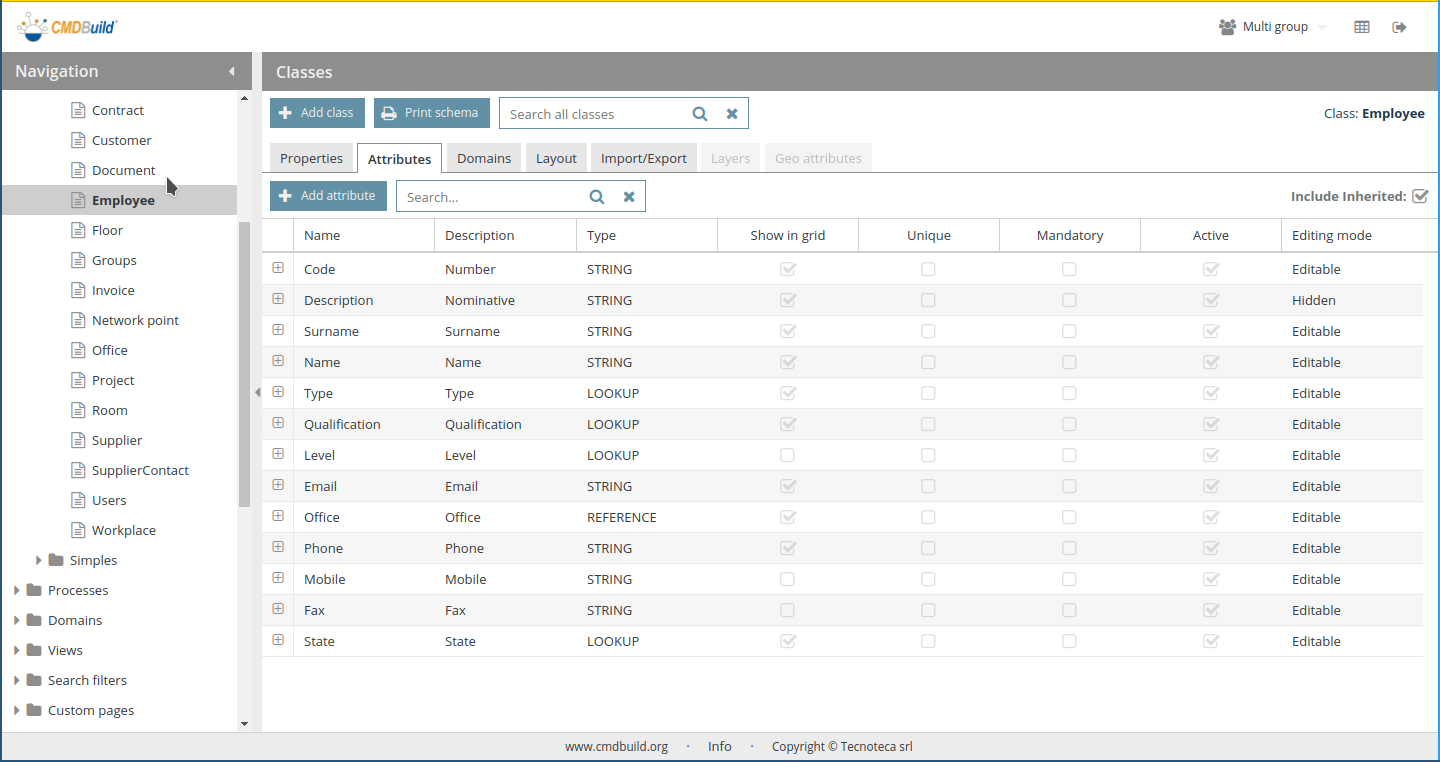 CMDBuild
Multi group
Navigation
Classes
Contract
Customer
Document
Employee
Floor
Groups
Invoice
Network point
Office
Project
Room
Supplier
SupplierContact
Users
Workplace
Simples
Processes
Domains
Views
Search filters
Custom pages
Add class Print schema Search all classes Class: Employee
Properties Attributes Domains Layout Import/Export Layers Geo attributes
Add attribute Search... Include Inherited:
Name Description Type Show in grid Unique Mandatory Active Editing mode
Code Number STRING Editable
Description Nominative STRING Hidden
Surname Surname STRING Editable
Name Name STRING Editable
Type Type LOOKUP Editable
Qualification Qualification LOOKUP Editable
Level Level LOOKUP Editable
Email Email STRING Editable
Office Office REFERENCE Editable
Phone Phone STRING Editable
Mobile Mobile STRING Editable
Fax Fax STRING Editable
State State LOOKUP Editable
www.cmdbuild.org · Info · Copyright © Tecnoteca srl